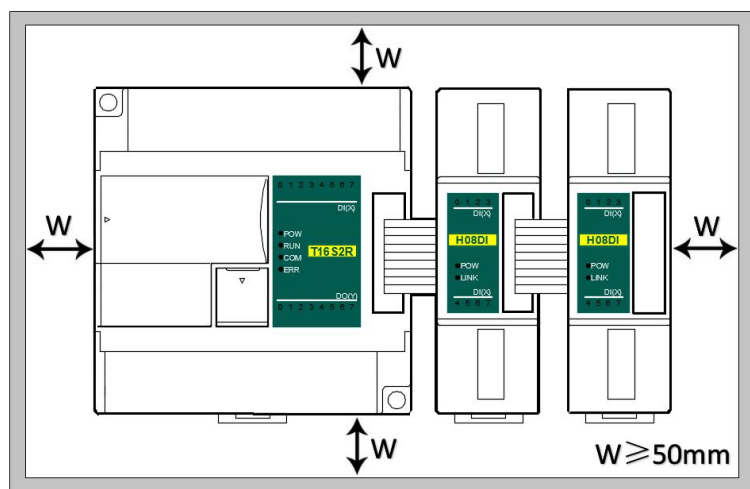 W
W
W
0 1 2 3 4 5 6 7
DI(X)
POW
RUN
COM
ERR
T16S2R
DO(Y)
0 1 2 3 4 5 6 7
0 1 2 3
DI(X)
H08DI
POW
LINK
DI(X)
4 5 6 7
0 1 2 3
DI(X)
H08DI
POW
LINK
DI(X)
4 5 6 7
W
W≥50mm